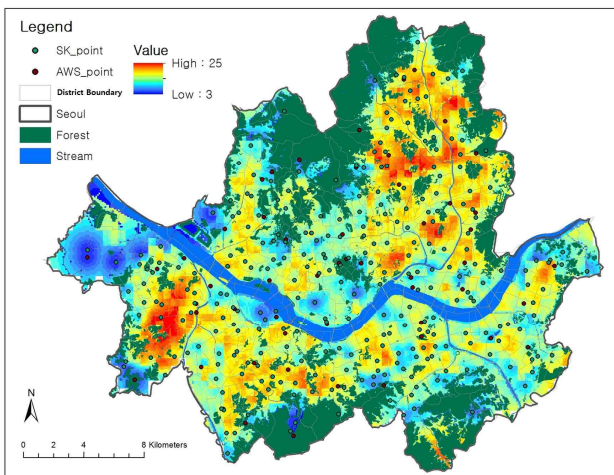 Legend
SK_point
AWS_point
District Boundary
Seoul
Forest
Stream
Value
High : 25
Low : 3
N
0 2 4 8 Kilometers